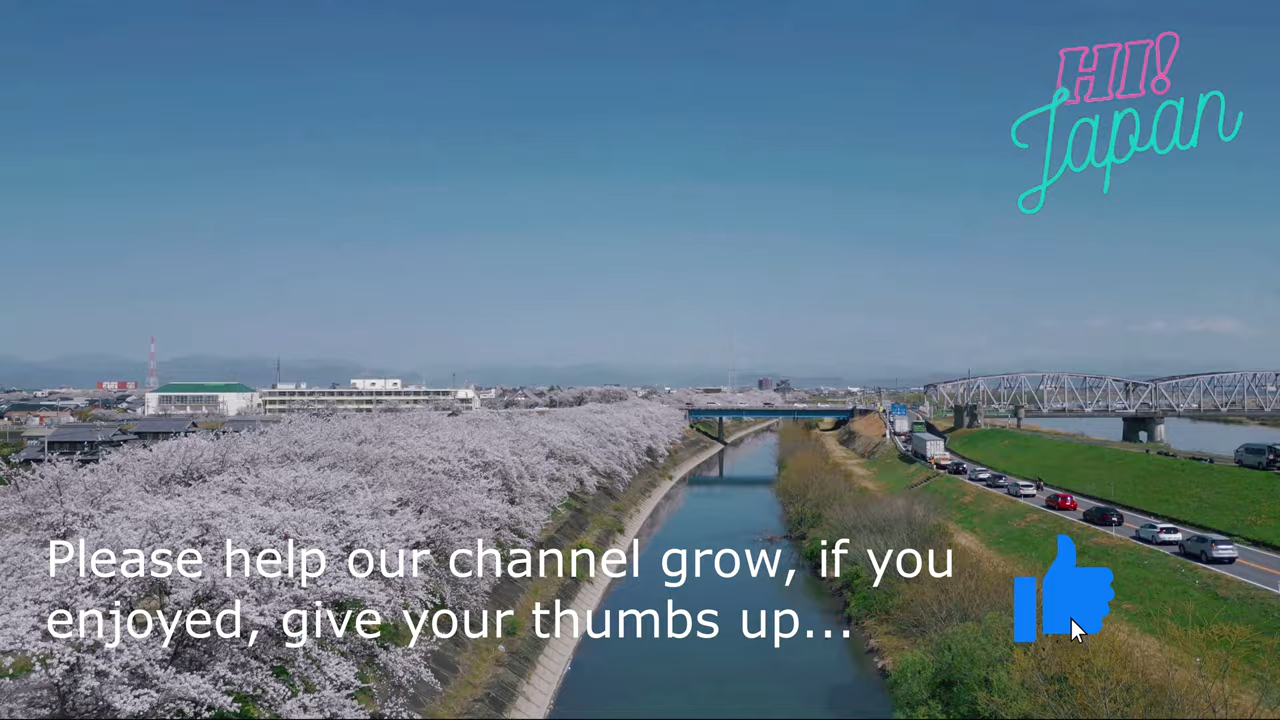 HI!
Japan
Please help our channel grow, if you
enjoyed, give your thumbs up...